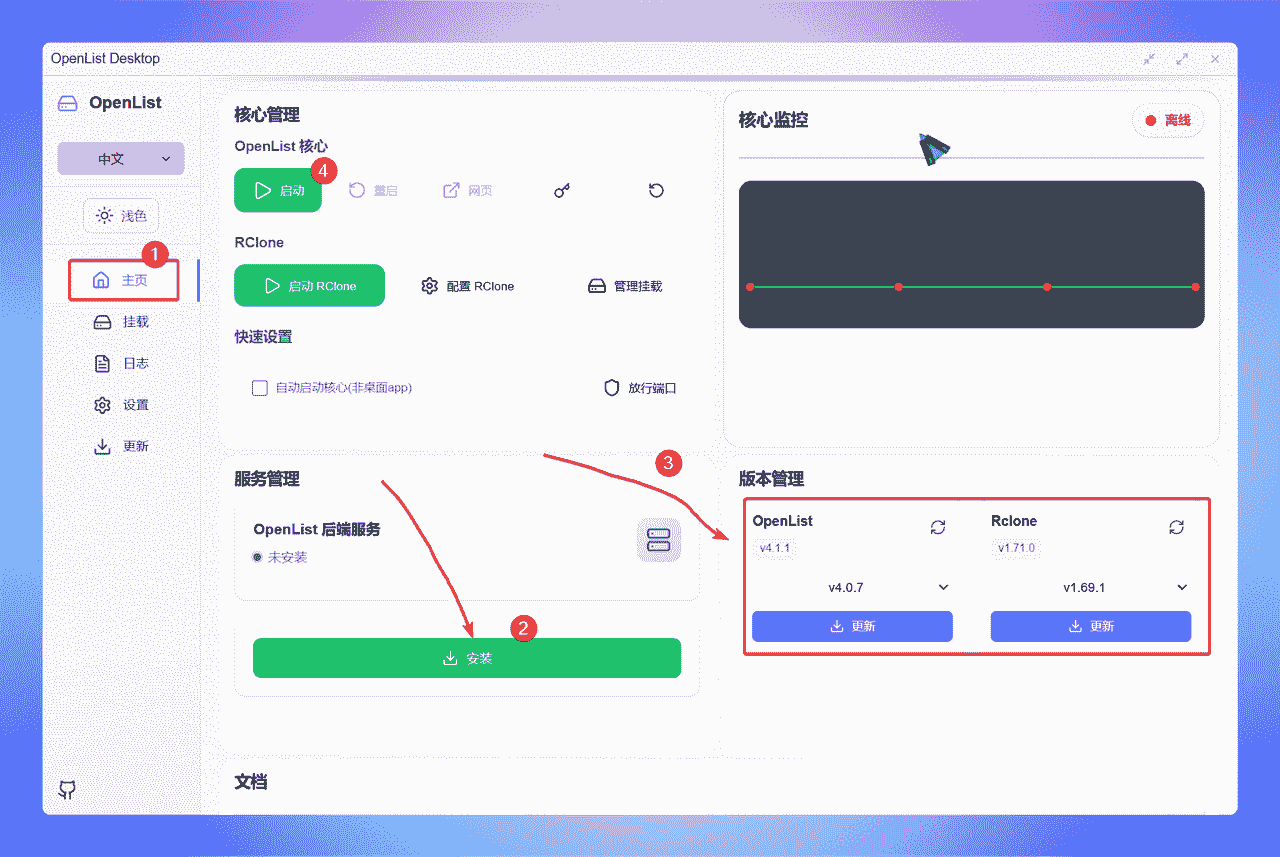 OpenList Desktop
OpenList
中文
浅色
1
主页
挂载
日志
设置
更新
核心管理
OpenList 核心
4
启动
重启
网页
RClone
启动 RClone
配置 RClone
管理挂载
快速设置
自动启动核心(非桌面app)
放行端口
核心监控
离线
服务管理
OpenList 后端服务
未安装
2
安装
3
版本管理
OpenList
v4.1.1
v4.0.7
更新
Rclone
v1.71.0
v1.69.1
更新
文档